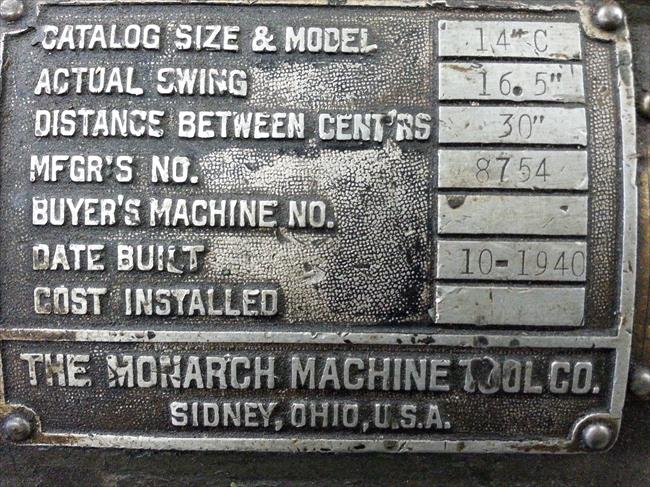 CATALOG SIZE & MODEL 14" C
ACTUAL SWING 16.5"
DISTANCE BETWEEN CENT'RS 30"
MFGR'S NO. 8754
BUYER'S MACHINE NO.
DATE BUILT 10-1940
COST INSTALLED
THE MONARCH MACHINE TOOL CO.
SIDNEY, OHIO, U.S.A.